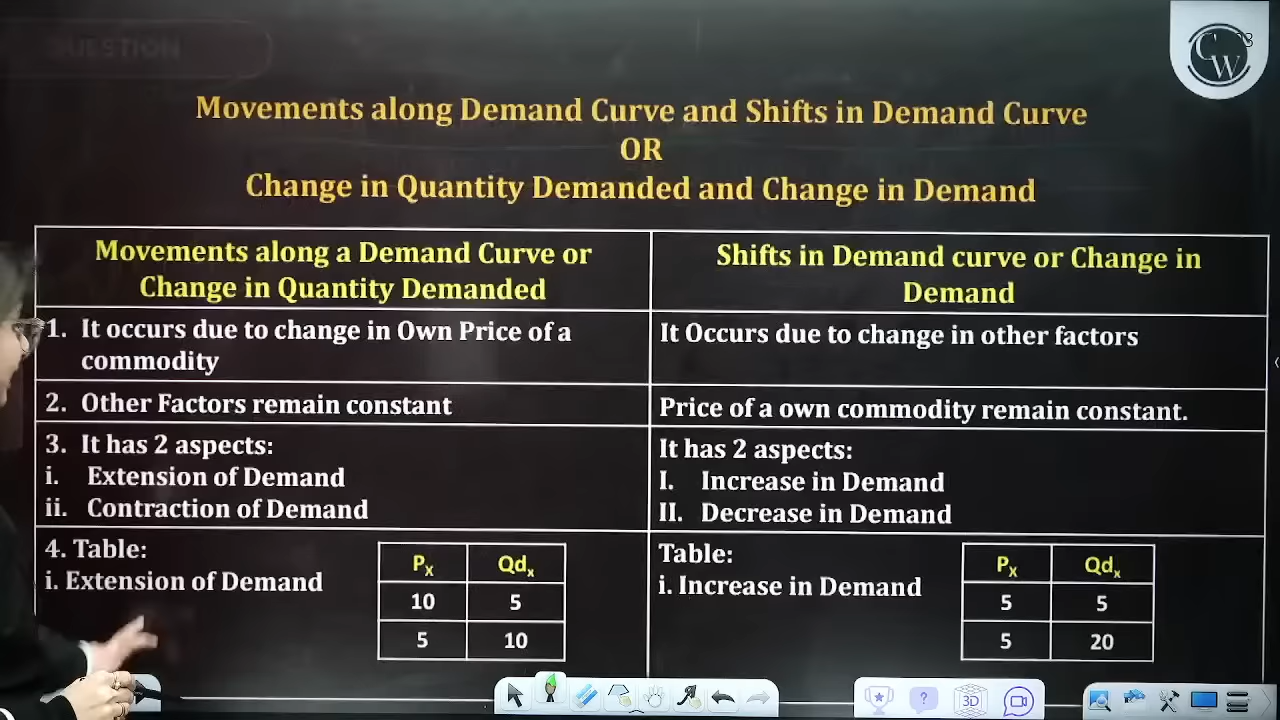 QUESTION
Movements along Demand Curve and Shifts in Demand Curve
OR
Change in Quantity Demanded and Change in Demand
Movements along a Demand Curve or
Change in Quantity Demanded
Shifts in Demand curve or Change in
Demand
1. It occurs due to change in Own Price of a
commodity
It Occurs due to change in other factors
2. Other Factors remain constant
Price of a own commodity remain constant.
3. It has 2 aspects:
i. Extension of Demand
ii. Contraction of Demand
It has 2 aspects:
I. Increase in Demand
II. Decrease in Demand
4. Table:
i. Extension of Demand
Px Qdx
10 5
5 10
Table:
i. Increase in Demand
Px Qdx
5 5
5 20
CW
3D